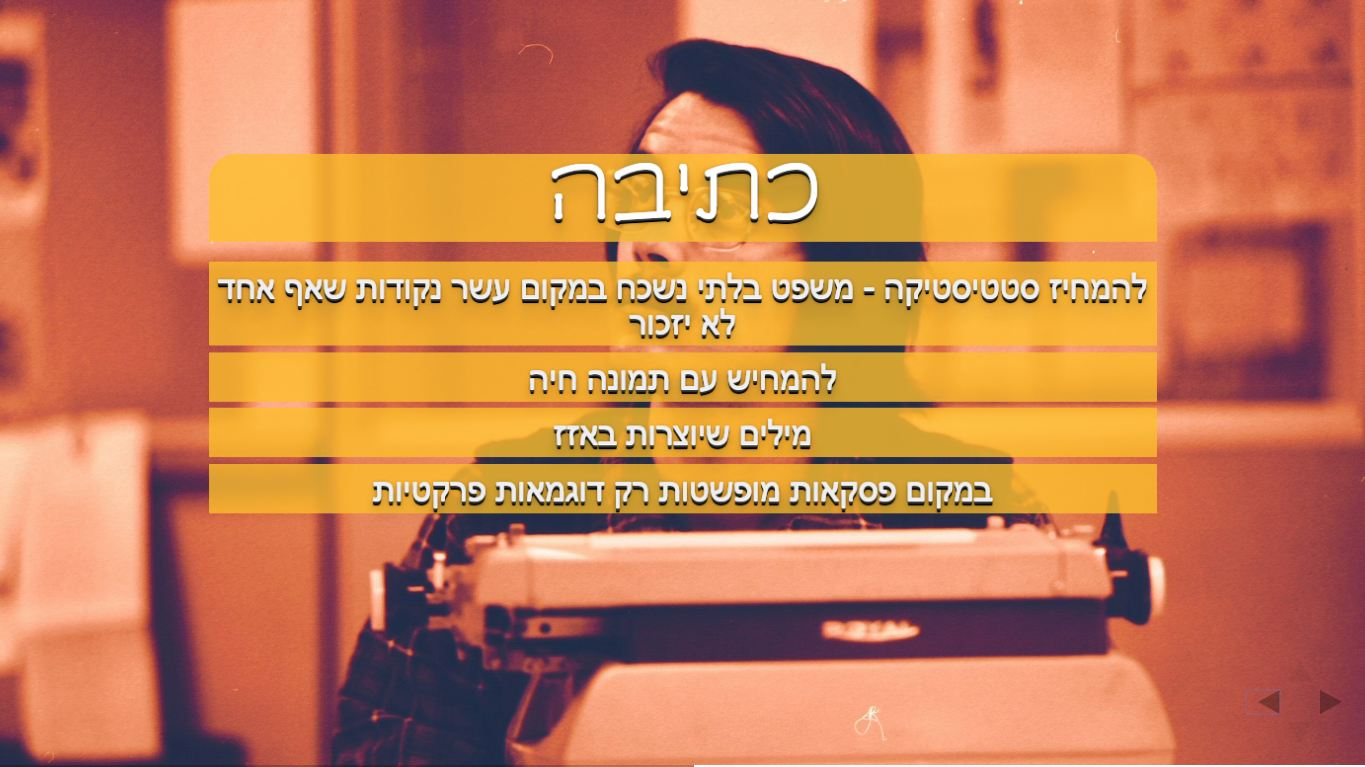 כתיבה
להמחיז סטטיסטיקה - משפט בלתי נשכח במקום עשר נקודות שאף אחד
לא יזכור
להמחיש עם תמונה חיה
מילים שיוצרות באזז
במקום פסקאות מופשטות רק דוגמאות פרקטיות
ROYAL